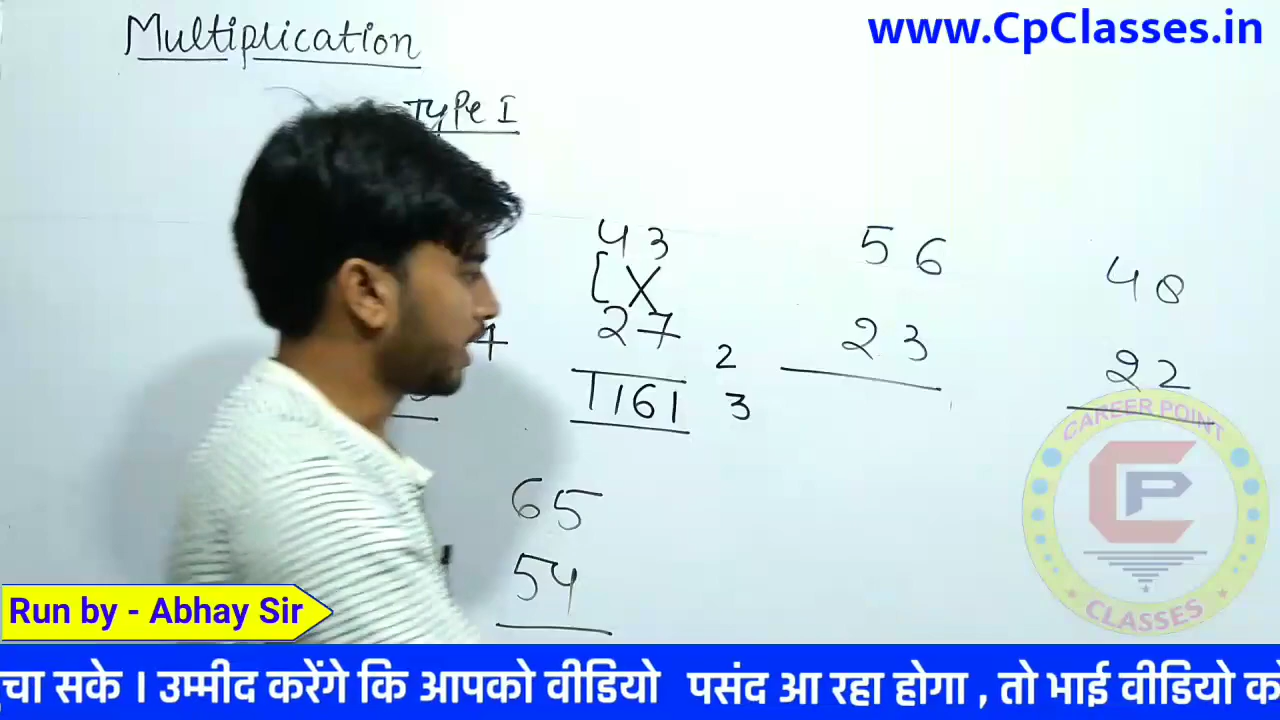 Multiplication
www.CpClasses.in
Type I
43
27
1161
2
3
56
23
48
22
65
54
CAREER POINT
CP
CLASSES
Run by - Abhay Sir
चा सके । उम्मीद करेंगे कि आपको वीडियो पसंद आ रहा होगा , तो भाई वीडियो को